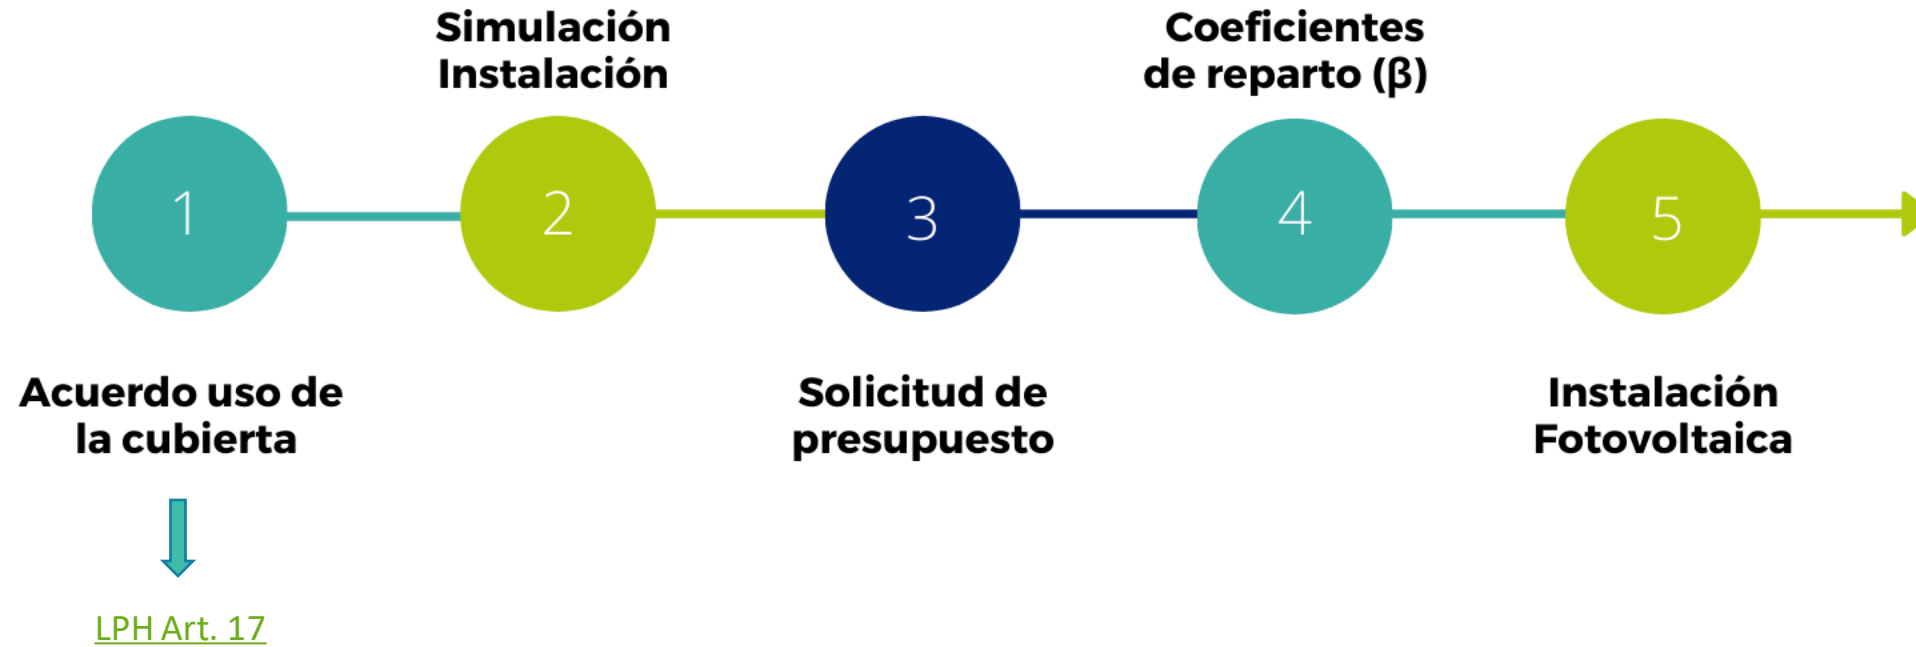 Simulación
Instalación
Coeficientes
de reparto (β)
1
2
3
4
5
Acuerdo uso de
la cubierta
Solicitud de
presupuesto
Instalación
Fotovoltaica
LPH Art. 17